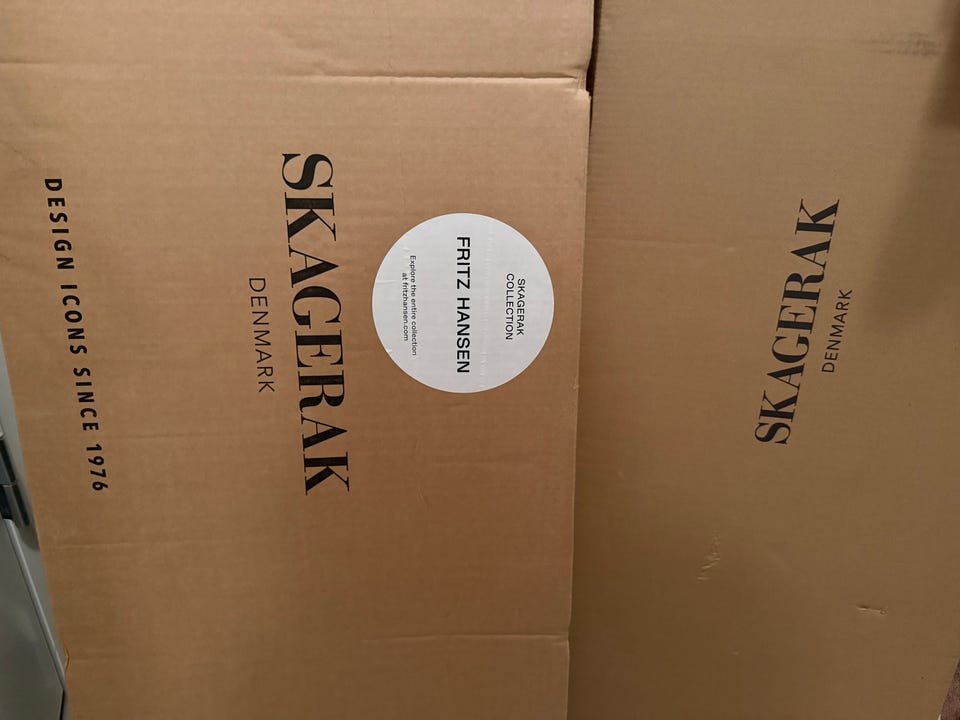 SKAGERAK
COLLECTION
FRITZ HANSEN
Explore the entire collection
at fritzhansen.com
SKAGERAK
DENMARK
DESIGN ICONS SINCE 1976
SKAGERAK
DENMARK